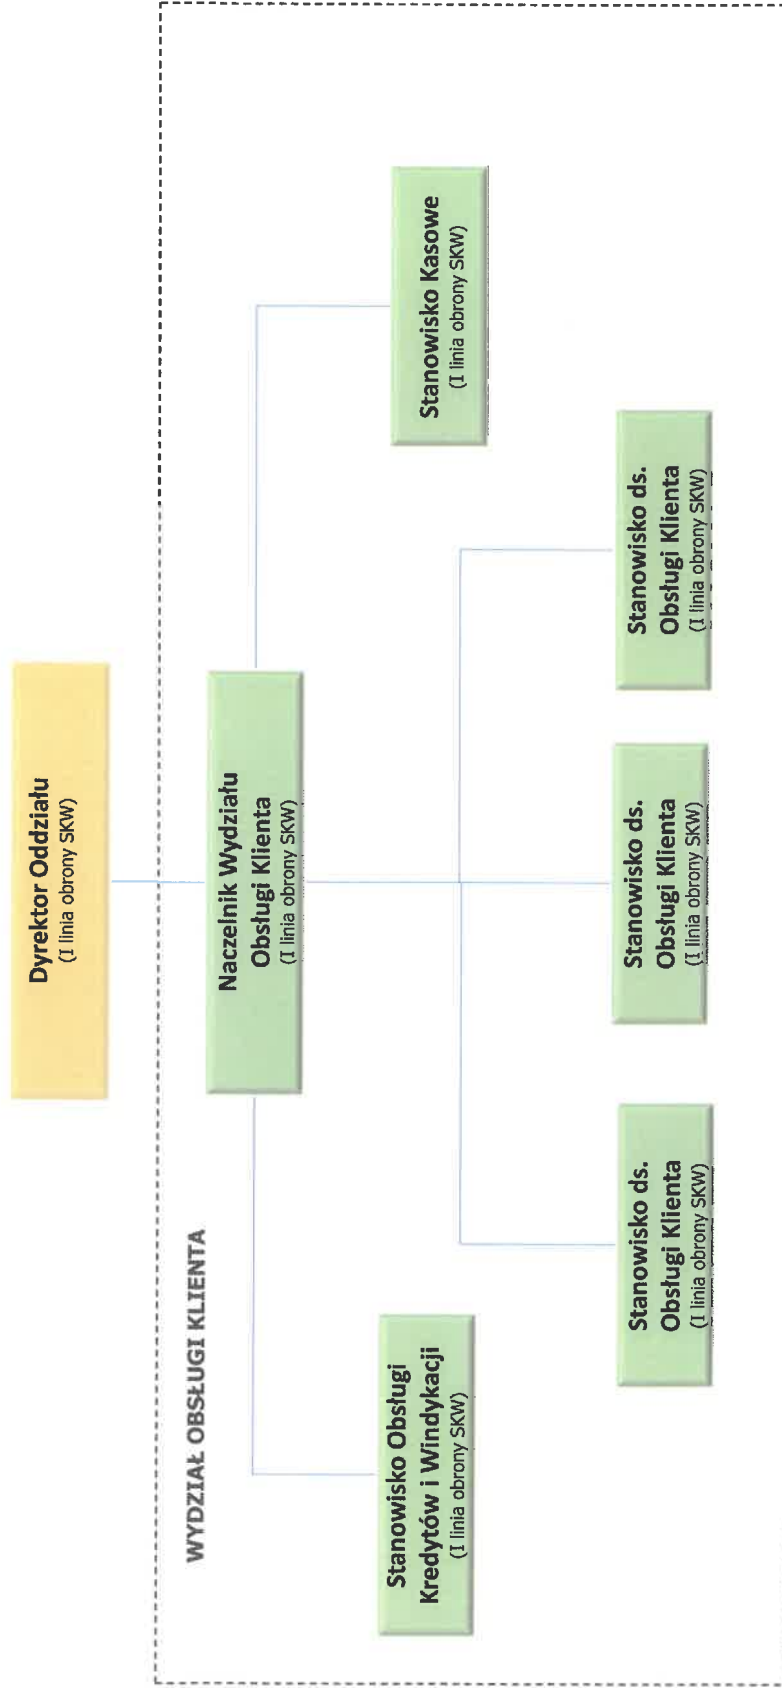 Dyrektor Oddziału
(I linia obrony SKW)
WYDZIAŁ OBSŁUGI KLIENTA
Naczelnik Wydziału
Obsługi Klienta
(I linia obrony SKW)
Stanowisko Obsługi
Kredytów i Windykacji
(I linia obrony SKW)
Stanowisko Kasowe
(I linia obrony SKW)
Stanowisko ds.
Obsługi Klienta
(I linia obrony SKW)
Stanowisko ds.
Obsługi Klienta
(I linia obrony SKW)
Stanowisko ds.
Obsługi Klienta
(I linia obrony SKW)